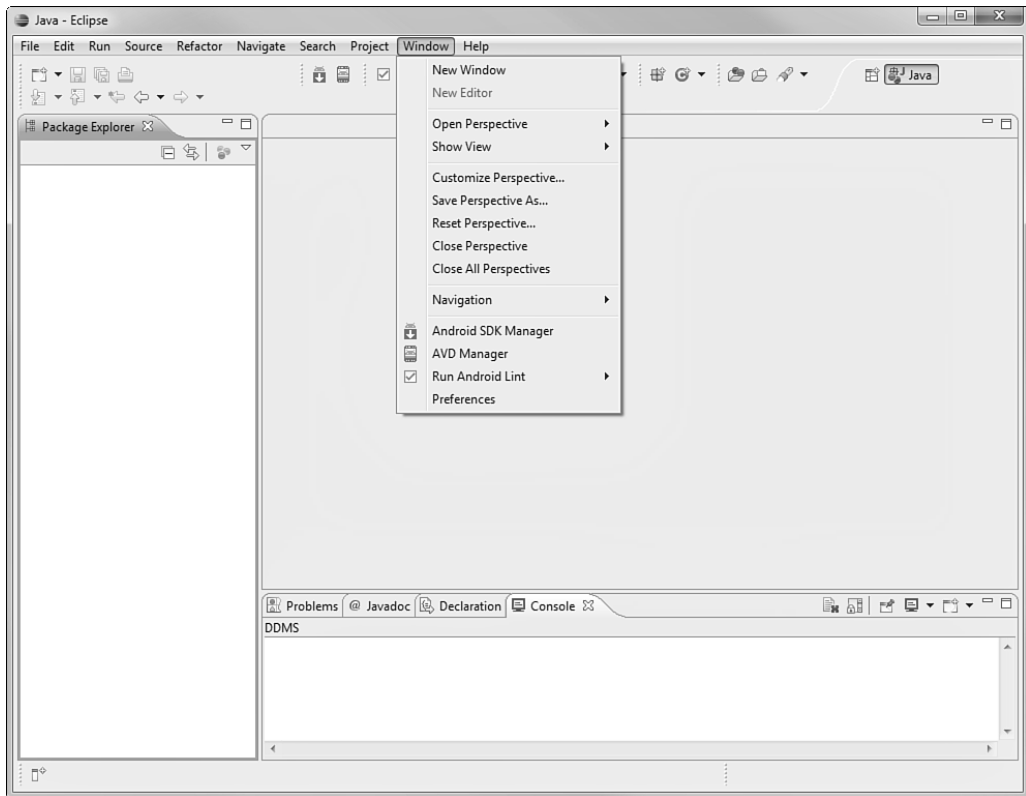 Java - Eclipse
File Edit Run Source Refactor Navigate Search Project Window Help
Java
Package Explorer
New Window
New Editor
Open Perspective
Show View
Customize Perspective...
Save Perspective As...
Reset Perspective...
Close Perspective
Close All Perspectives
Navigation
Android SDK Manager
AVD Manager
Run Android Lint
Preferences
Problems @ Javadoc Declaration Console
DDMS